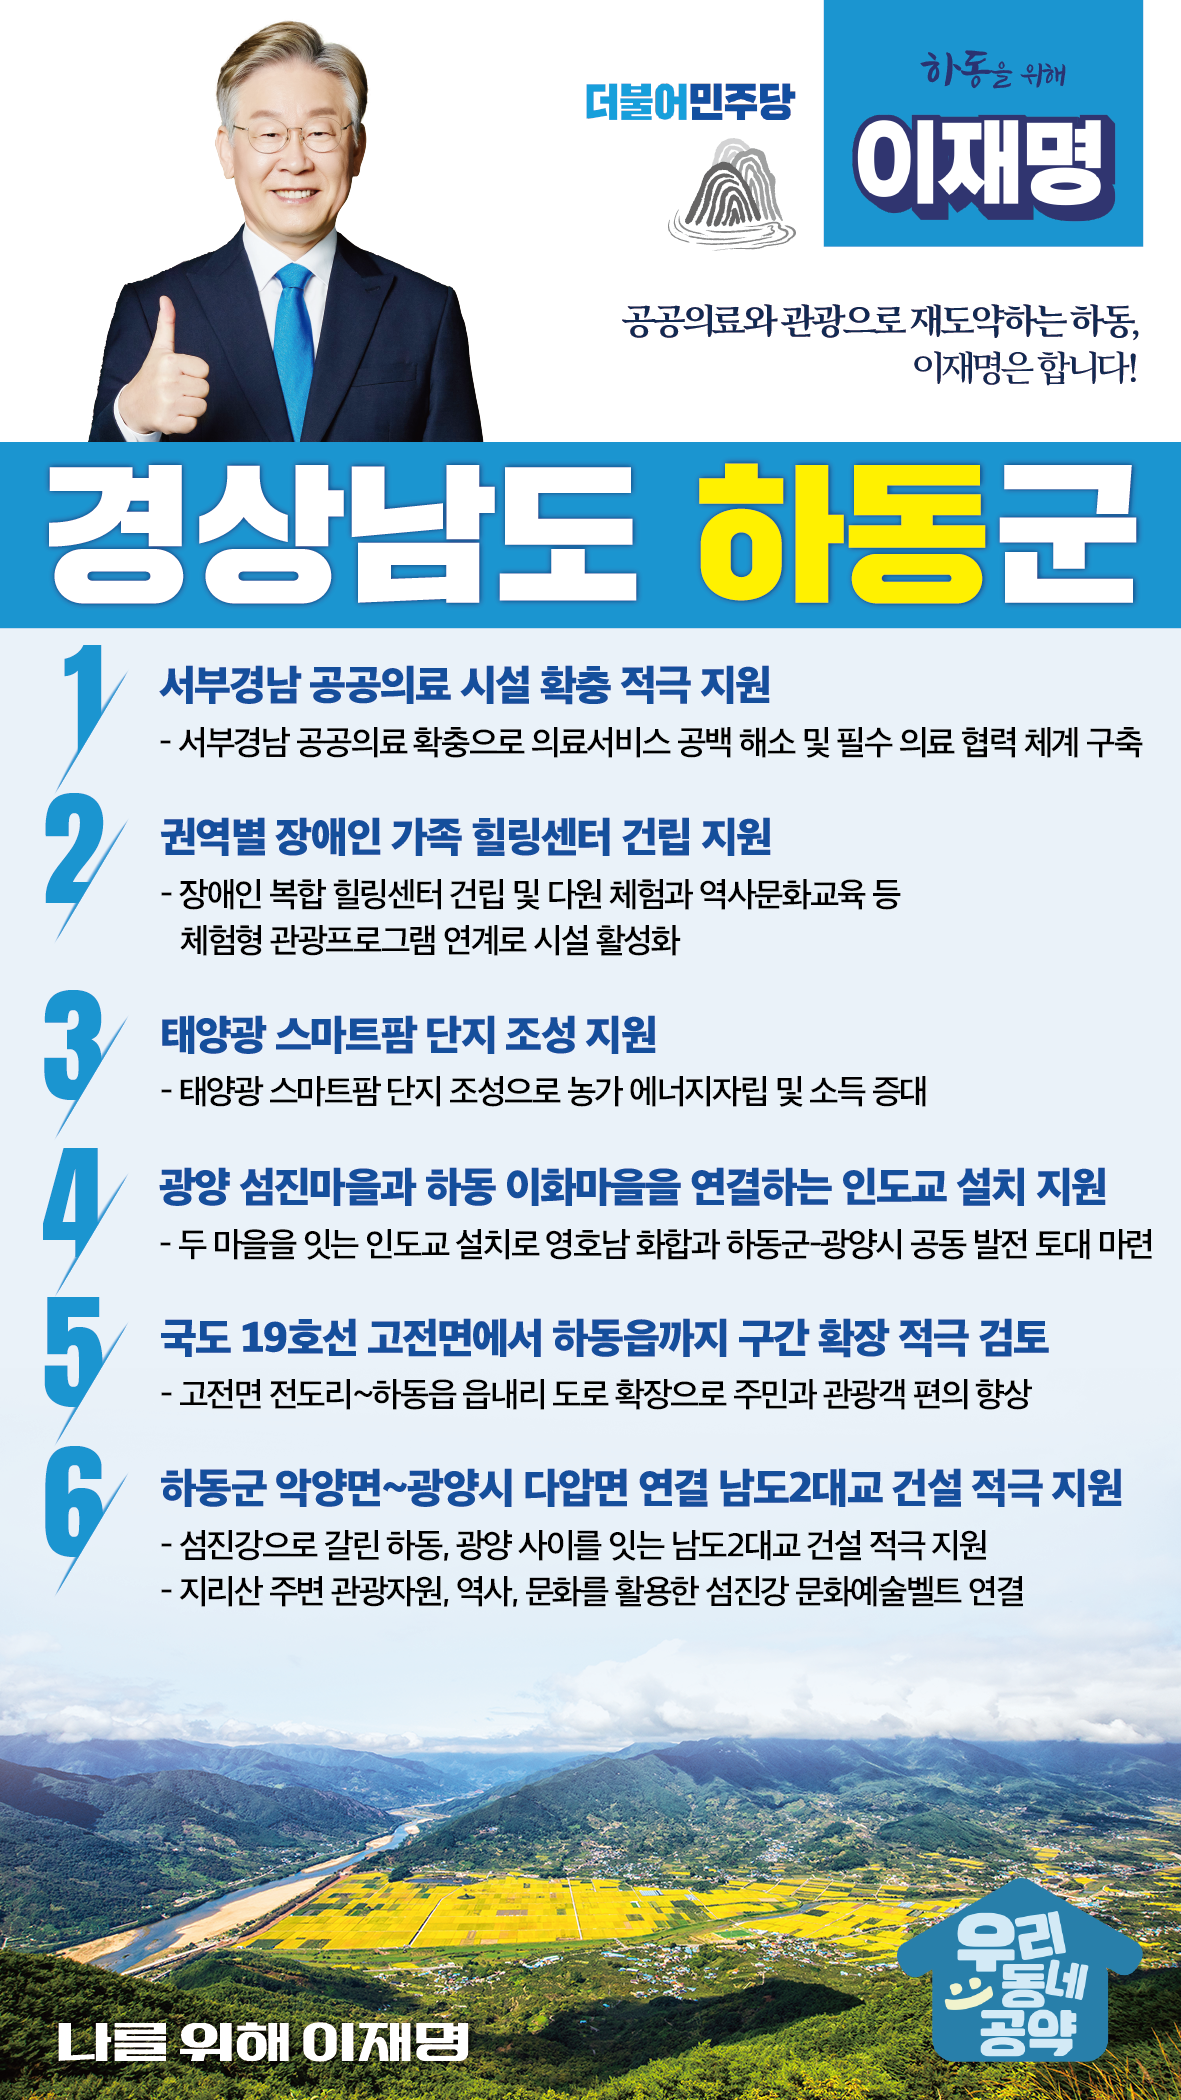 더불어민주당
하동을 위해
이재명
공공의료와 관광으로 재도약하는 하동,
이재명은 합니다!
경상남도 하동군
1
서부경남 공공의료 시설 확충 적극 지원
- 서부경남 공공의료 확충으로 의료서비스 공백 해소 및 필수 의료 협력 체계 구축
2
권역별 장애인 가족 힐링센터 건립 지원
- 장애인 복합 힐링센터 건립 및 다원 체험과 역사문화교육 등
체험형 관광프로그램 연계로 시설 활성화
3
태양광 스마트팜 단지 조성 지원
- 태양광 스마트팜 단지 조성으로 농가 에너지자립 및 소득 증대
4
광양 섬진마을과 하동 이화마을을 연결하는 인도교 설치 지원
- 두 마을을 잇는 인도교 설치로 영호남 화합과 하동군-광양시 공동 발전 토대 마련
5
국도 19호선 고전면에서 하동읍까지 구간 확장 적극 검토
- 고전면 전도리~하동읍 읍내리 도로 확장으로 주민과 관광객 편의 향상
6
하동군 악양면~광양시 다압면 연결 남도2대교 건설 적극 지원
- 섬진강으로 갈린 하동, 광양 사이를 잇는 남도2대교 건설 적극 지원
- 지리산 주변 관광자원, 역사, 문화를 활용한 섬진강 문화예술벨트 연결
우리
동네
공약
나를 위해 이재명